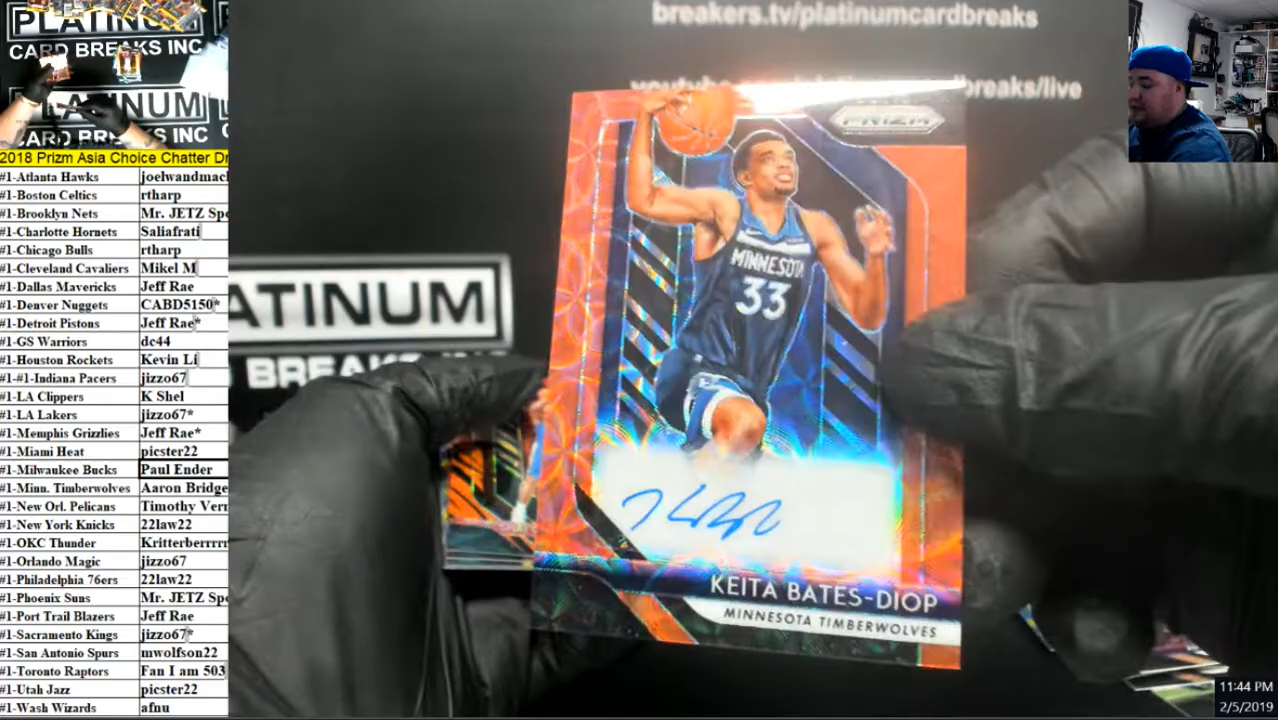 PLATINUM
CARD BREAKS INC
PLATINUM
CARD BREAKS INC
2018 Prizm Asia Choice Chatter Dr
#1-Atlanta Hawks joelwandmac
#1-Boston Celtics rtharp
#1-Brooklyn Nets Mr. JETZ Spo
#1-Charlotte Hornets Saliafrati
#1-Chicago Bulls rtharp
#1-Cleveland Cavaliers Mikel M
#1-Dallas Mavericks Jeff Rae
#1-Denver Nuggets CABD5150*
#1-Detroit Pistons Jeff Rae*
#1-GS Warriors dc44
#1-Houston Rockets Kevin Li
#1-#1-Indiana Pacers jizzo67
#1-LA Clippers K Shel
#1-LA Lakers jizzo67*
#1-Memphis Grizzlies Jeff Rae*
#1-Miami Heat picster22
#1-Milwaukee Bucks Paul Ender
#1-Minn. Timberwolves Aaron Bridge
#1-New Orl. Pelicans Timothy Ver
#1-New York Knicks 22law22
#1-OKC Thunder Kritterberrrrr
#1-Orlando Magic jizzo67
#1-Philadelphia 76ers 22law22
#1-Phoenix Suns Mr. JETZ Spo
#1-Port Trail Blazers Jeff Rae
#1-Sacramento Kings jizzo67*
#1-San Antonio Spurs mwolfson22
#1-Toronto Raptors Fan I am 503
#1-Utah Jazz picster22
#1-Wash Wizards afnu
breakers.tv/platinumcardbreaks
breaks/live
ATINUM
BREA
PRIZM
MINNESOTA
33
KEITA BATES-DIOP
MINNESOTA TIMBERWOLVES
11:44 PM
2/5/2019